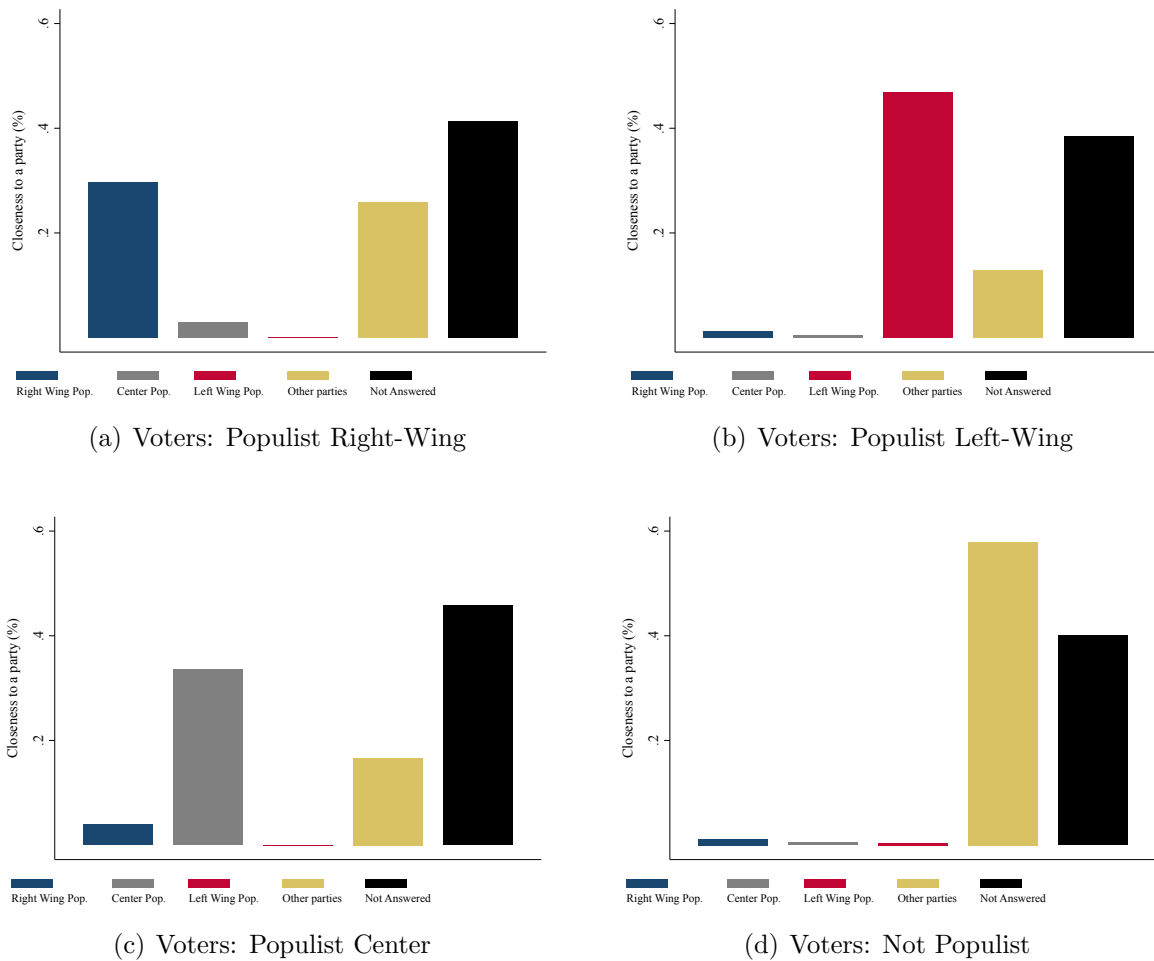 .6
.4
.2
Closeness to a party (%)
Right Wing Pop. Center Pop. Left Wing Pop. Other parties Not Answered
(a) Voters: Populist Right-Wing
.6
.4
.2
Closeness to a party (%)
Right Wing Pop. Center Pop. Left Wing Pop. Other parties Not Answered
(b) Voters: Populist Left-Wing
.6
.4
.2
Closeness to a party (%)
Right Wing Pop. Center Pop. Left Wing Pop. Other parties Not Answered
(c) Voters: Populist Center
.6
.4
.2
Closeness to a party (%)
Right Wing Pop. Center Pop. Left Wing Pop. Other parties Not Answered
(d) Voters: Not Populist